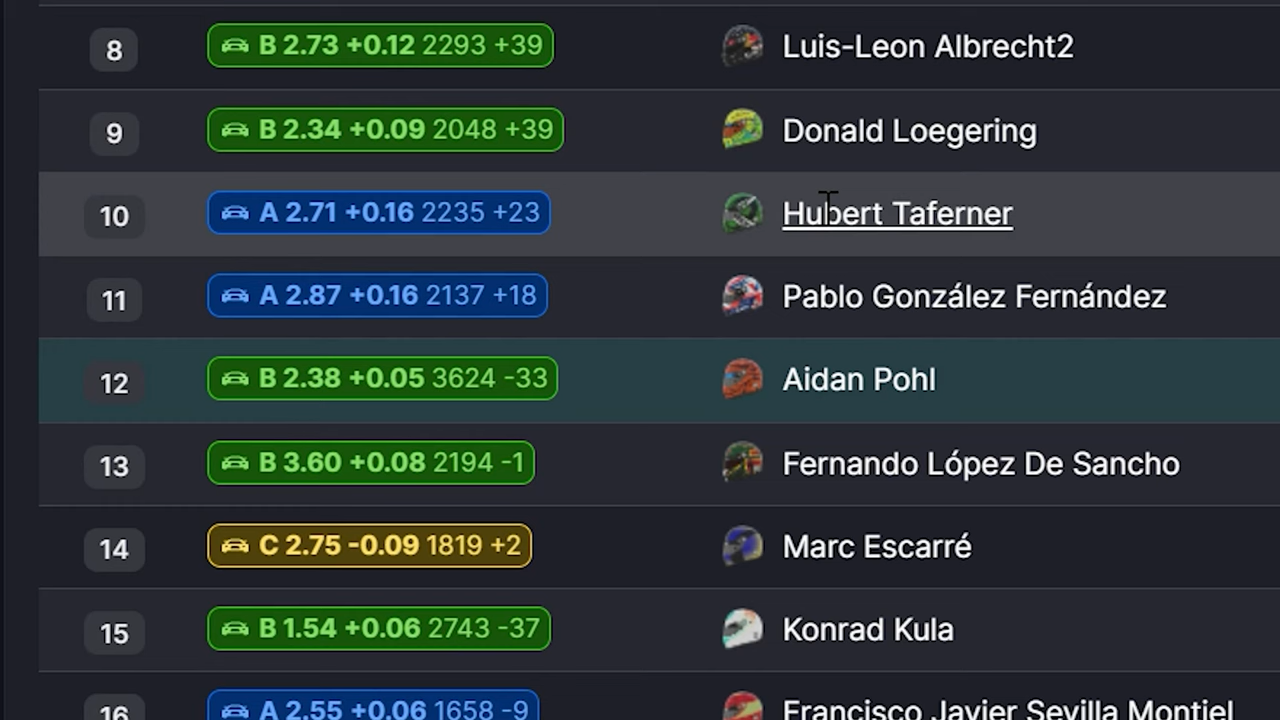 8 B 2.73 +0.12 2293 +39 Luis-Leon Albrecht2
9 B 2.34 +0.09 2048 +39 Donald Loegering
10 A 2.71 +0.16 2235 +23 Hubert Taferner
11 A 2.87 +0.16 2137 +18 Pablo González Fernández
12 B 2.38 +0.05 3624 -33 Aidan Pohl
13 B 3.60 +0.08 2194 -1 Fernando López De Sancho
14 C 2.75 -0.09 1819 +2 Marc Escarré
15 B 1.54 +0.06 2743 -37 Konrad Kula
16 A 2.55 +0.06 1658 -9 Francisco Javier Sevilla Montiel